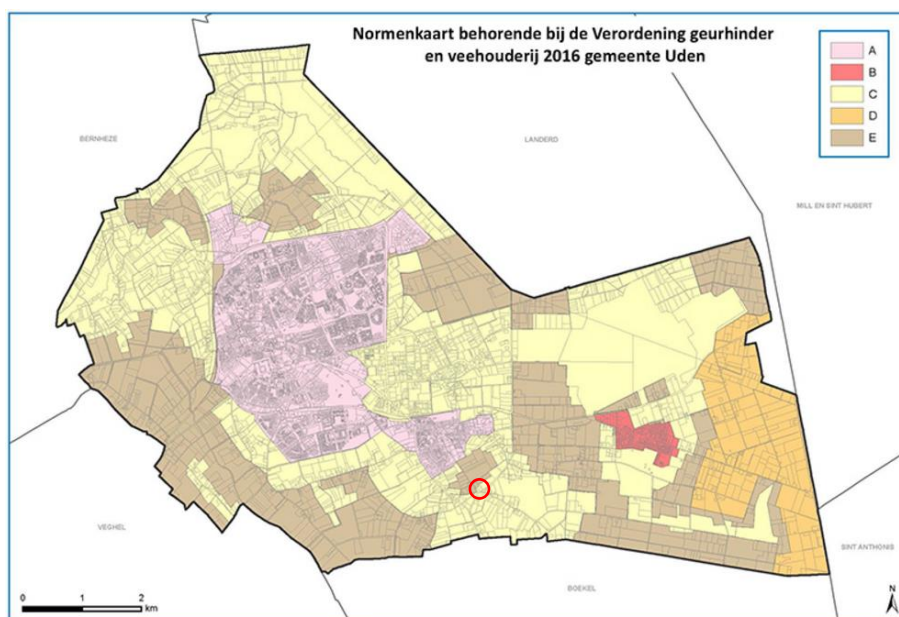 Normenkaart behorende bij de Verordening geurhinder
en veehouderij 2016 gemeente Uden
A
B
C
D
E
BERNHEZE
LANDERD
MILL EN SINT HUBERT
VEGHEL
SINT ANTHONIS
BOEKEL
0 1 2
km
N